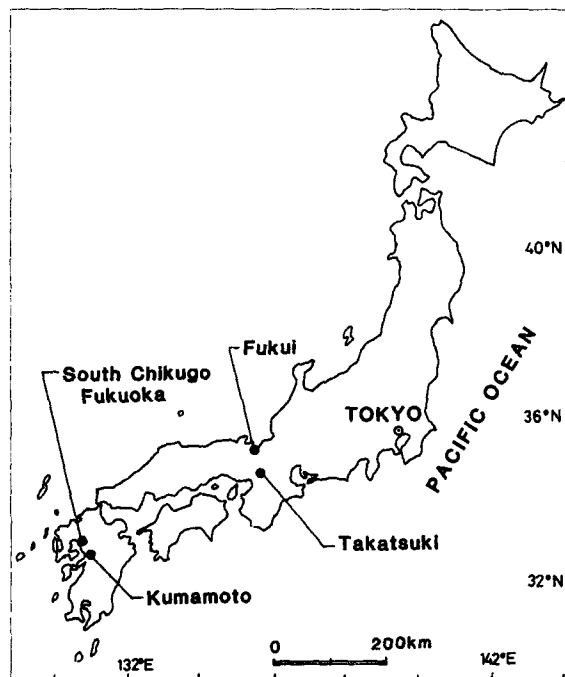 40°N
Fukui
South Chikugo
Fukuoka
TOKYO
36°N
PACIFIC OCEAN
Takatsuki
32°N
Kumamoto
0 200km
132°E
142°E